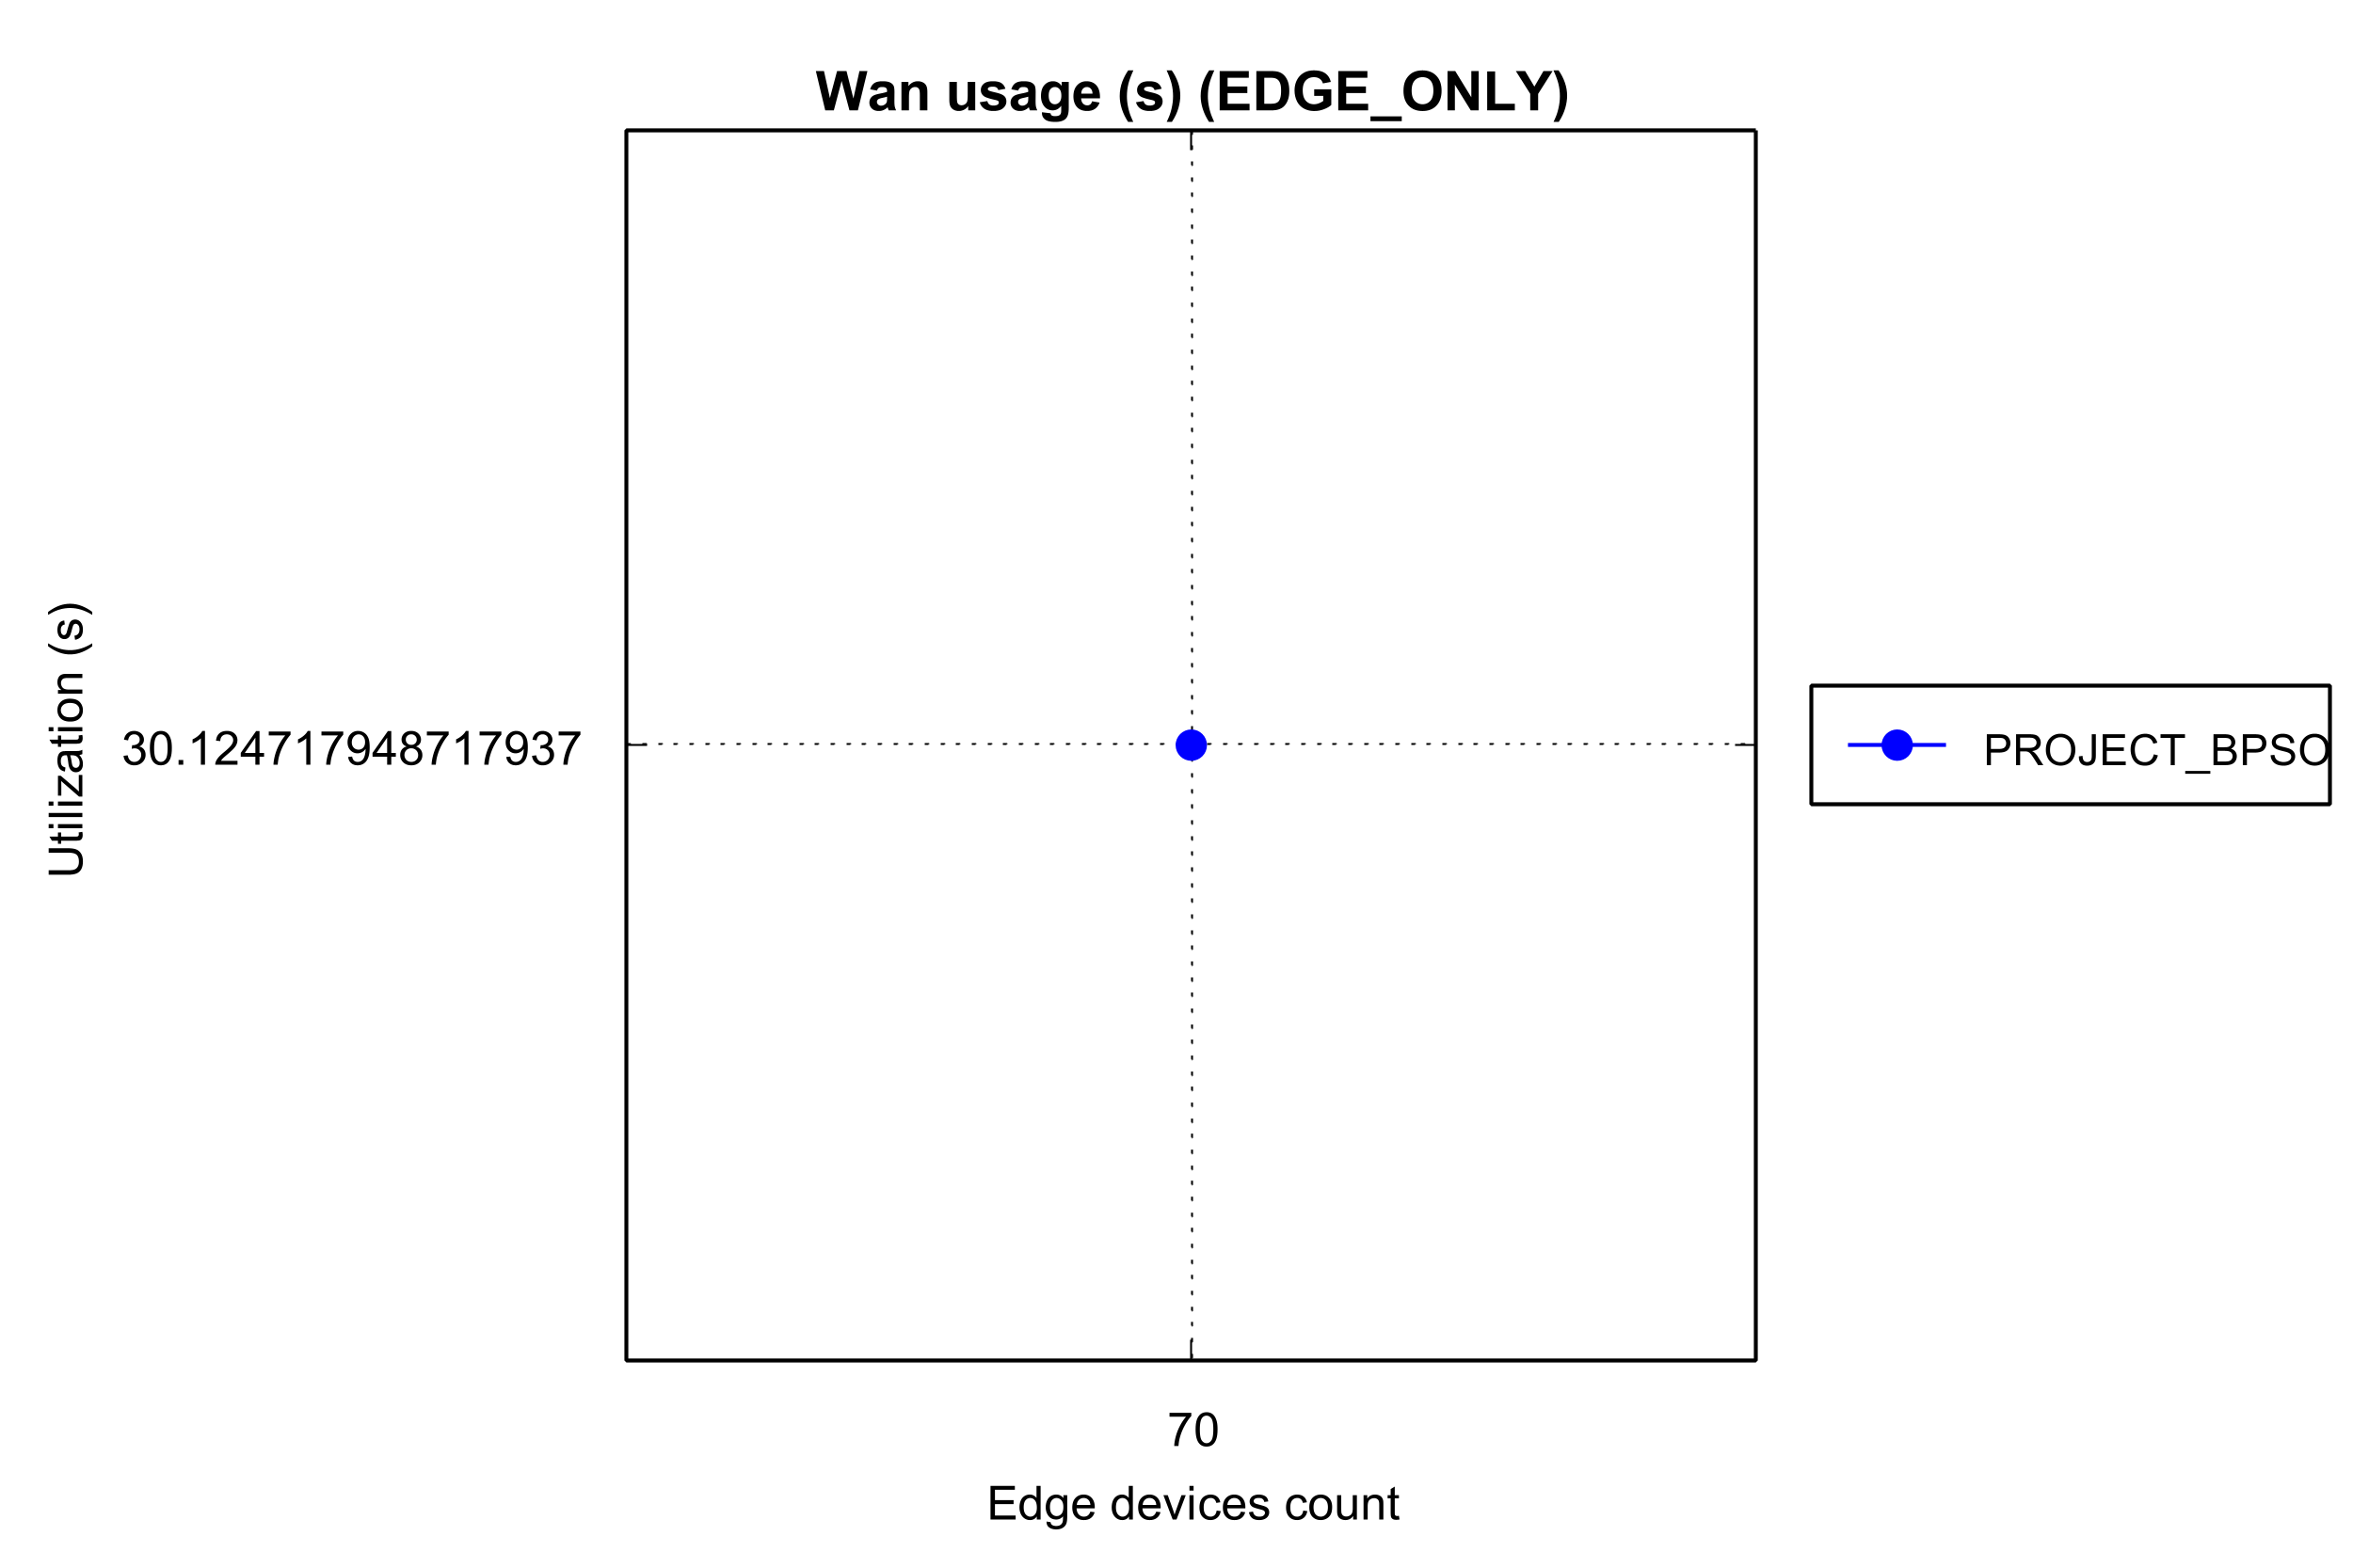 Wan usage (s)(EDGE_ONLY)
Utilization (s)
30.124717948717937
PROJECT_BPSO
70
Edge devices count